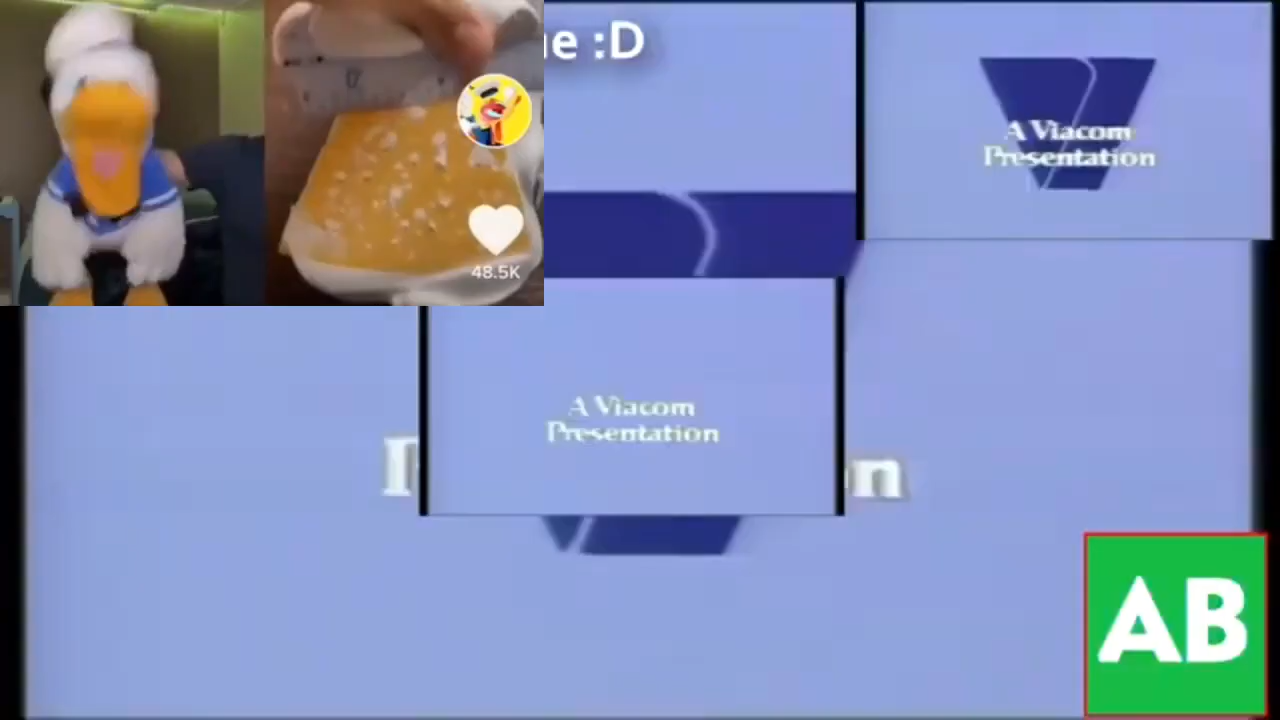 :D
A Viacom
Presentation
48.5K
A Viacom
Presentation
n
AB